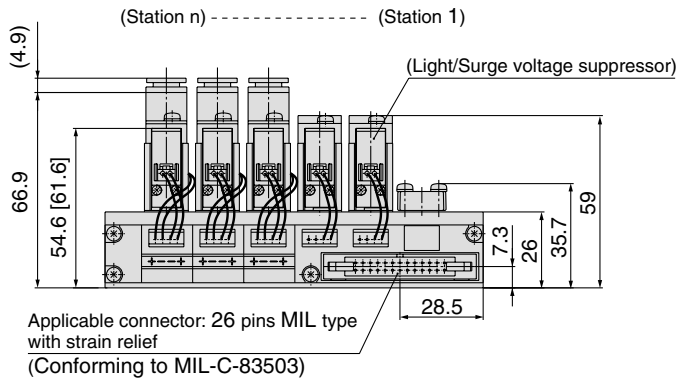 (Station n)
(Station 1)
(4.9)
(Light/Surge voltage suppressor)
66.9
54.6 [61.6]
7.3
26
35.7
59
28.5
Applicable connector: 26 pins MIL type
with strain relief
(Conforming to MIL-C-83503)